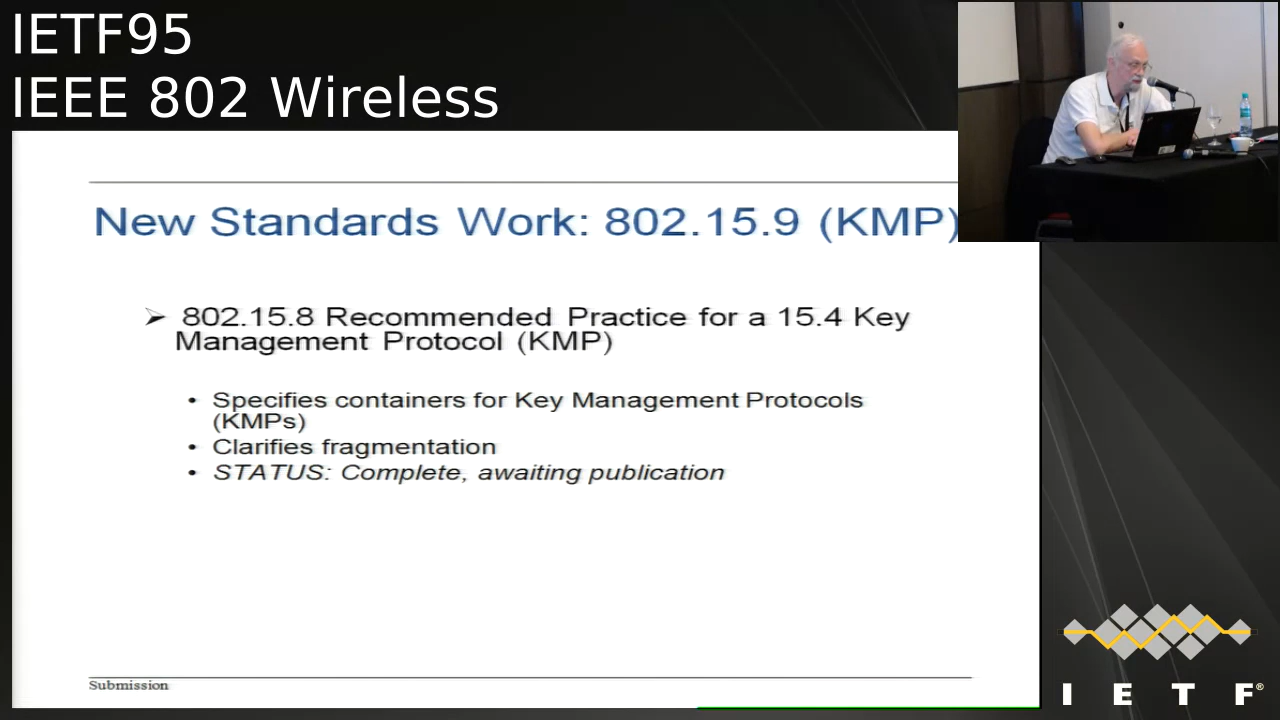 IETF95
IEEE 802 Wireless
New Standards Work: 802.15.9 (KMP)
➢ 802.15.8 Recommended Practice for a 15.4 Key
Management Protocol (KMP)
• Specifies containers for Key Management Protocols
(KMPs)
• Clarifies fragmentation
• STATUS: Complete, awaiting publication
Submission
I E T F®